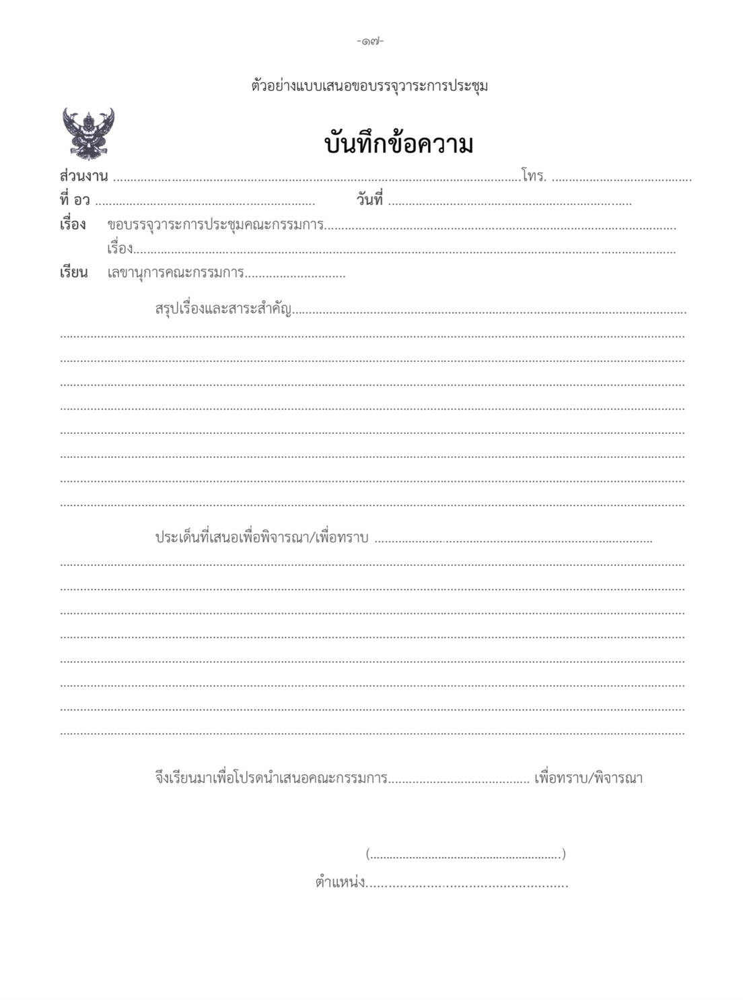 -๑๗-
ตัวอย่างแบบเสนอขอบรรจุวาระการประชุม
บันทึกข้อความ
ส่วนงาน ........................................................................................................................โทร. .........................................
ที่ อว ................................................................. วันที่ ........................................................................
เรื่อง ขอบรรจุวาระการประชุมคณะกรรมการ........................................................................................................
เรื่อง................................................................................................................................................................
เรียน เลขานุการคณะกรรมการ..............................
สรุปเรื่องและสาระสำคัญ.....................................................................................................................
.........................................................................................................................................................................................
.........................................................................................................................................................................................
.........................................................................................................................................................................................
.........................................................................................................................................................................................
.........................................................................................................................................................................................
.........................................................................................................................................................................................
.........................................................................................................................................................................................
.........................................................................................................................................................................................
ประเด็นที่เสนอเพื่อพิจารณา/เพื่อทราบ ..................................................................................
.........................................................................................................................................................................................
.........................................................................................................................................................................................
.........................................................................................................................................................................................
.........................................................................................................................................................................................
.........................................................................................................................................................................................
.........................................................................................................................................................................................
.........................................................................................................................................................................................
.........................................................................................................................................................................................
จึงเรียนมาเพื่อโปรดนำเสนอคณะกรรมการ.......................................... เพื่อทราบ/พิจารณา
(...........................................................)
ตำแหน่ง...............................................